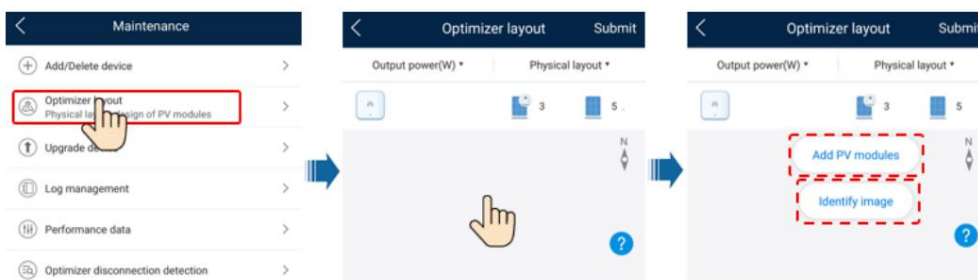 Maintenance
Add/Delete device
Optimizer layout
Physical layout design of PV modules
Upgrade device
Log management
Performance data
Optimizer disconnection detection
Optimizer layout Submit
Output power(W) Physical layout
3 5
N
?
Optimizer layout Submit
Output power(W) Physical layout
3 5
N
Add PV modules
Identify image
?